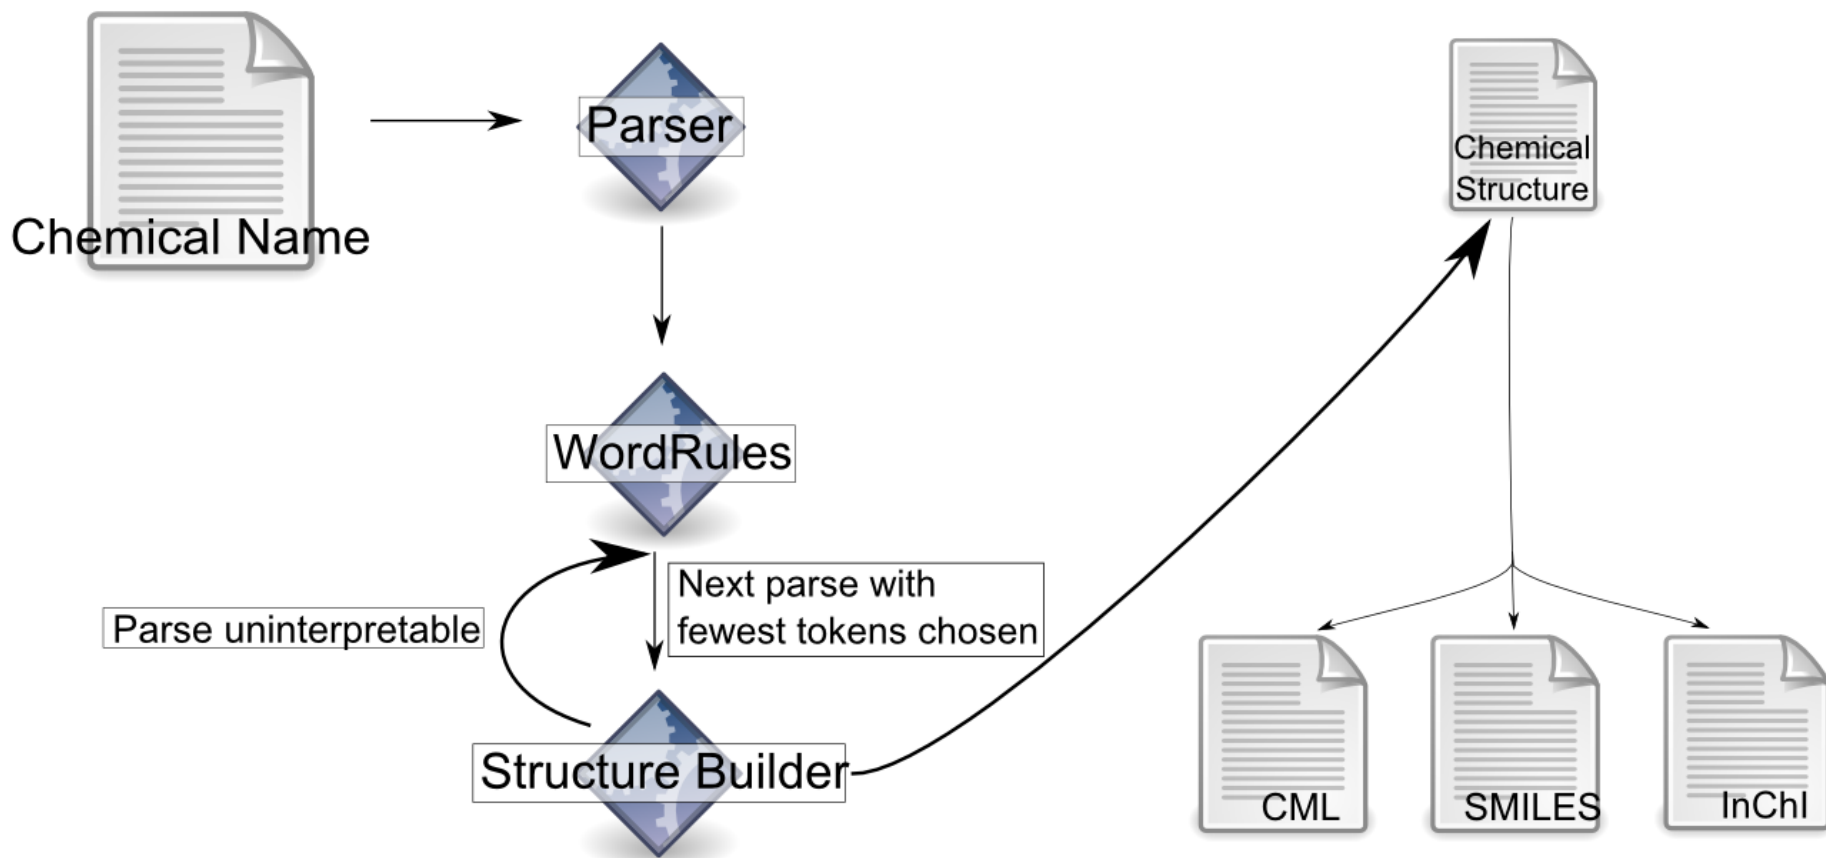 Chemical Name
Parser
WordRules
Next parse with
fewest tokens chosen
Parse uninterpretable
Structure Builder
Chemical
Structure
CML
SMILES
InChI